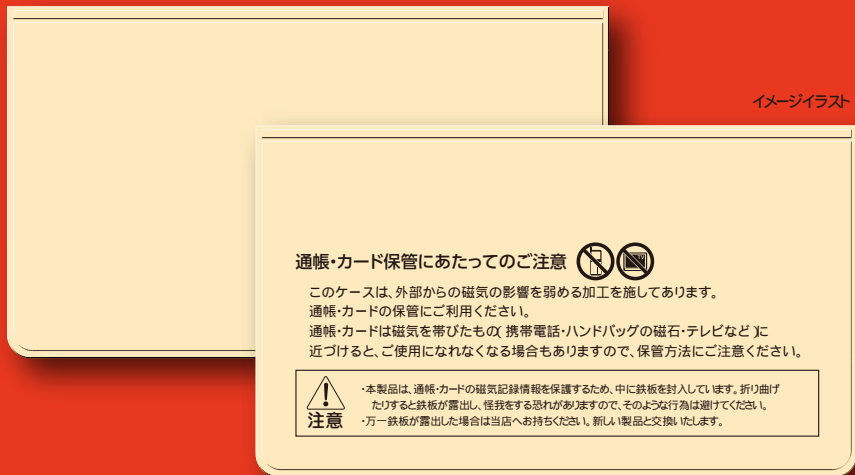 イメージイラスト
通帳・カード保管にあたってのご注意
このケースは、外部からの磁気の影響を弱める加工を施してあります。
通帳・カードの保管にご利用ください。
通帳・カードは磁気を帯びたもの(携帯電話・ハンドバッグの磁石・テレビなど)に
近づけると、ご使用になれなくなる場合もありますので、保管方法にご注意ください。
注意
・本製品は、通帳・カードの磁気記録情報を保護するため、中に鉄板を封入しています。折り曲げ
たりすると鉄板が露出し、怪我をする恐れがありますので、そのような行為は避けてください。
・万一鉄板が露出した場合は当店へお持ちください。新しい製品と交換いたします。